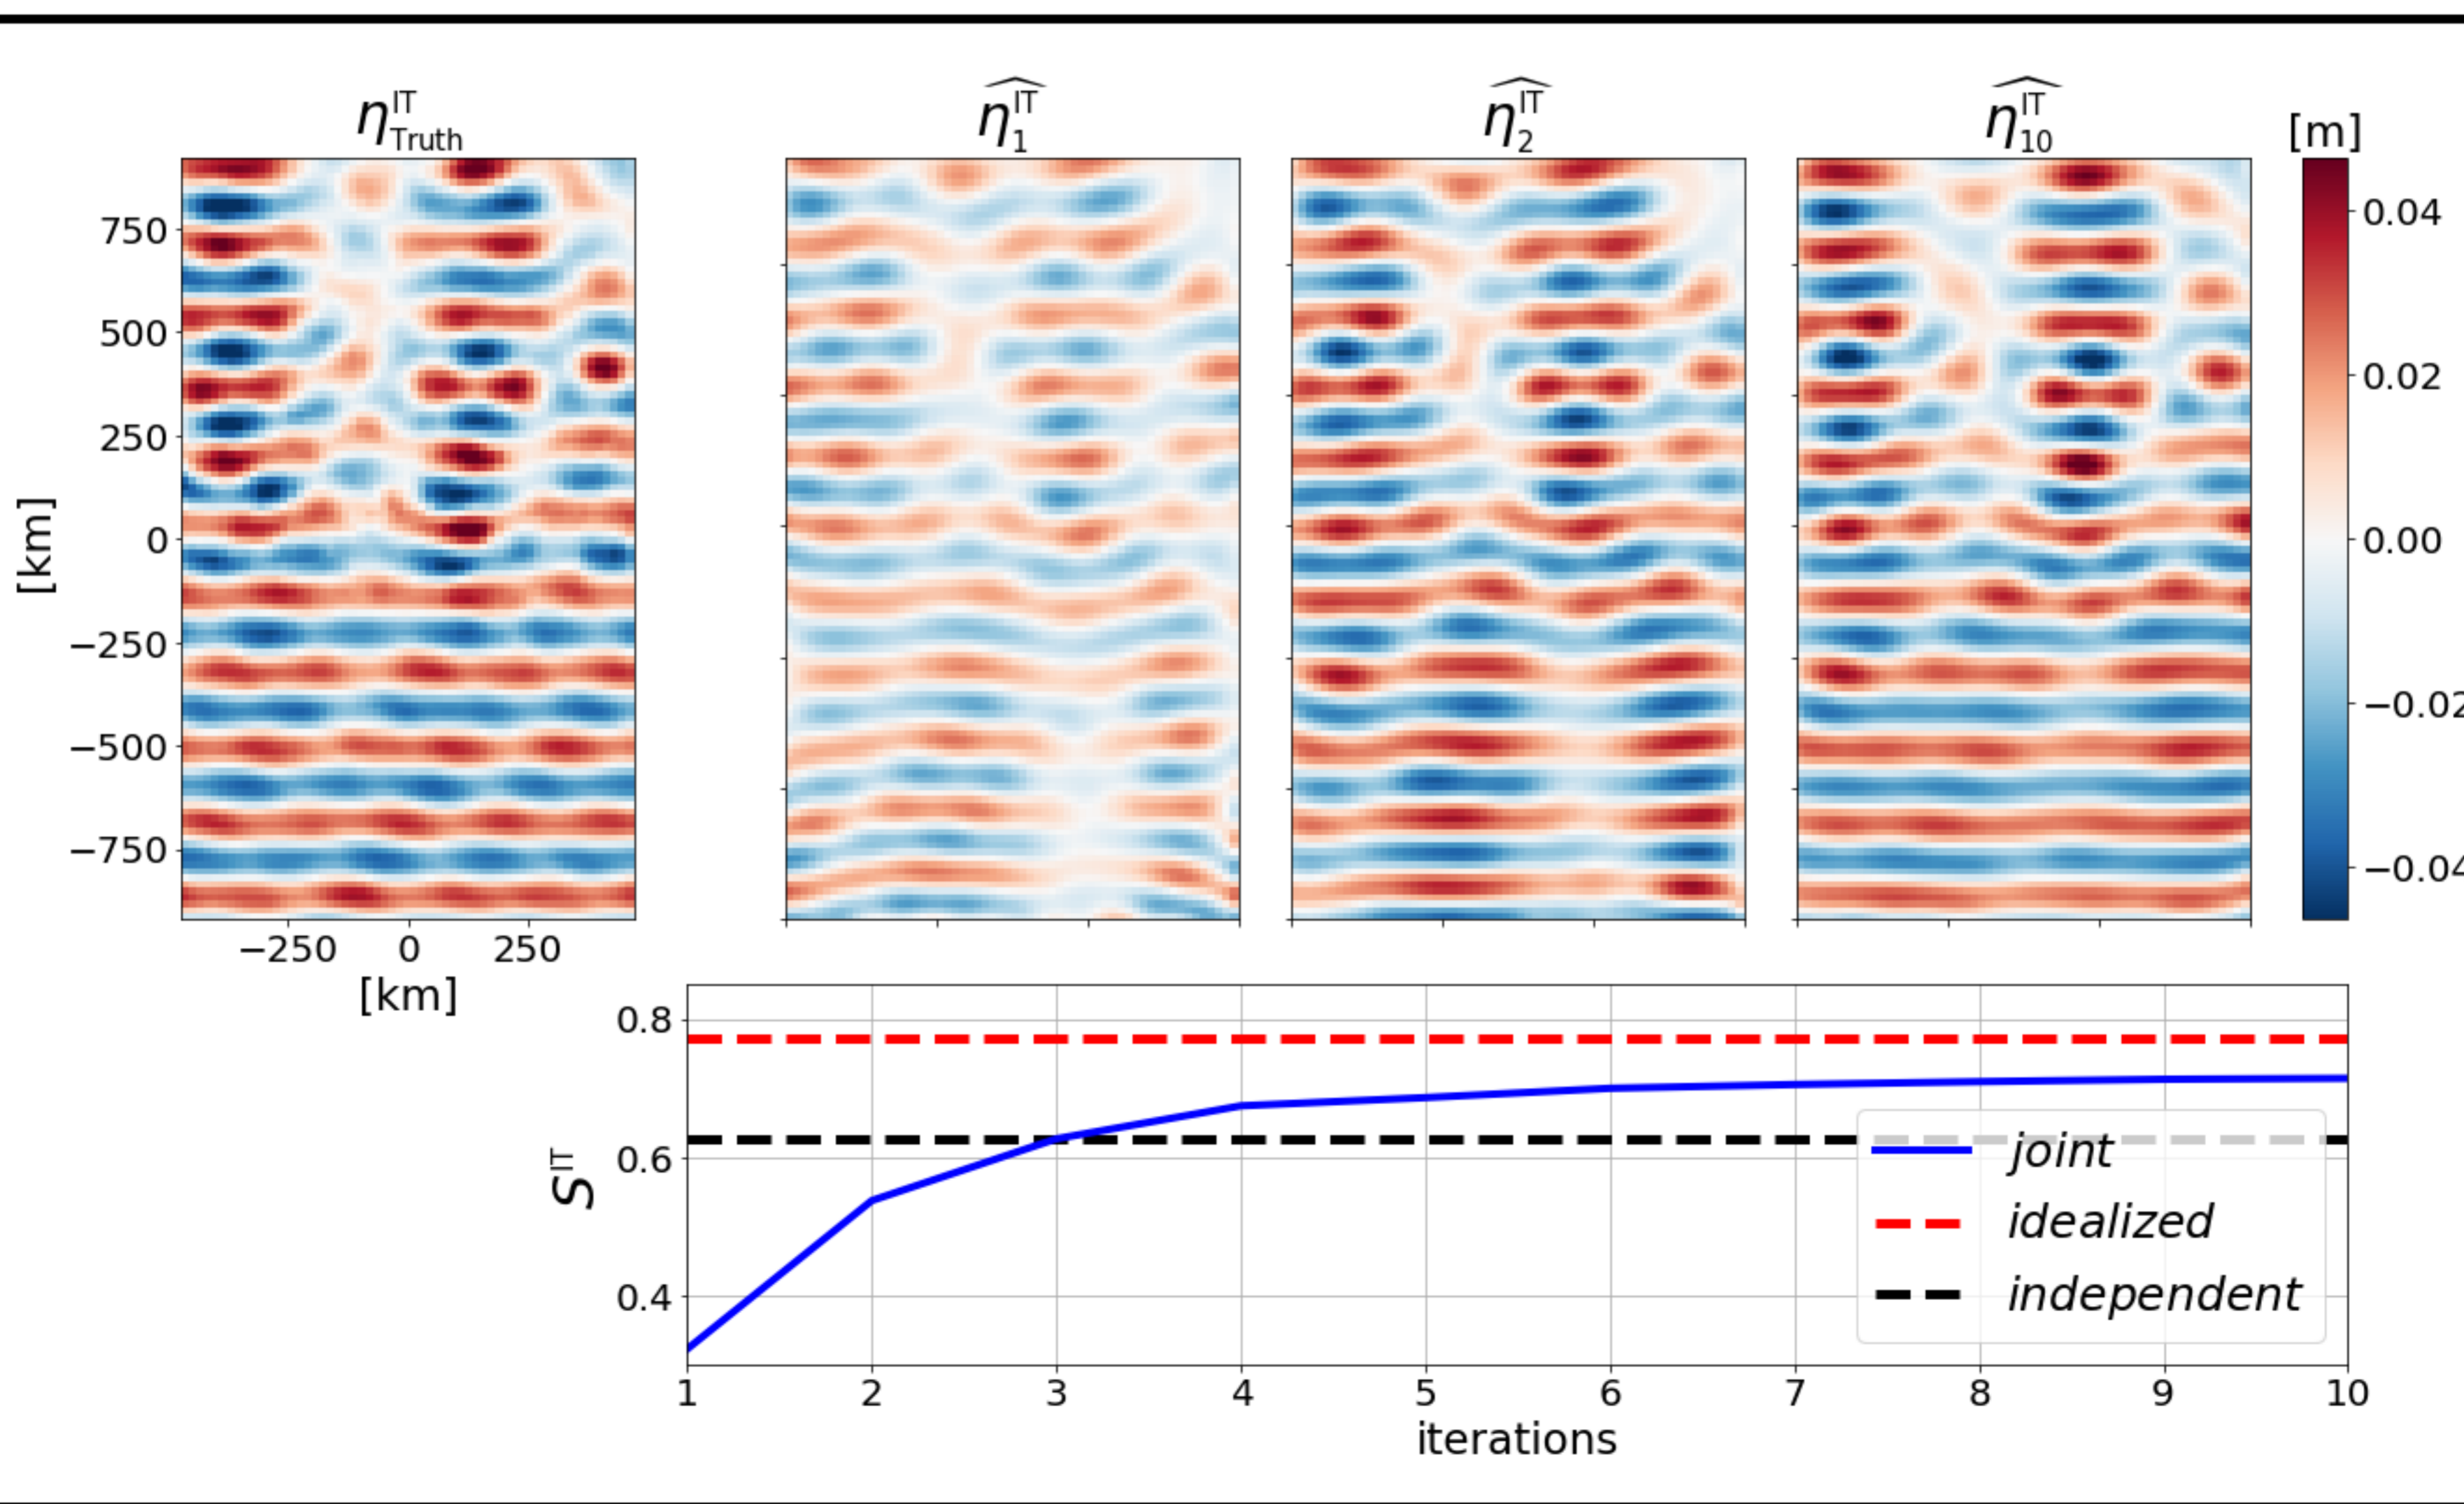 η^IT_Truth
η̂^IT_1
η̂^IT_2
η̂^IT_10
[m]
[km]
750
500
250
0
−250
−500
−750
−250 0 250
[km]
0.04
0.02
0.00
−0.02
−0.04
S^IT
0.8
0.6
0.4
joint
idealized
independent
1 2 3 4 5 6 7 8 9 10
iterations